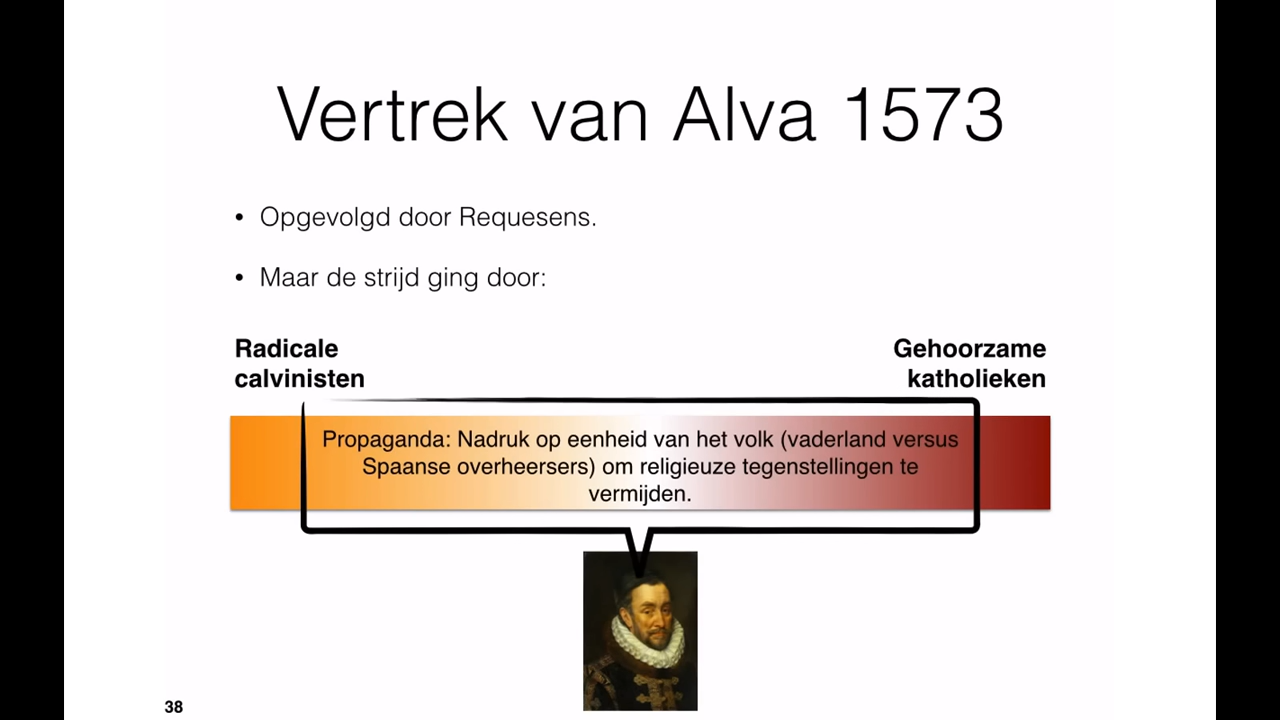 Vertrek van Alva 1573
• Opgevolgd door Requesens.
• Maar de strijd ging door:
Radicale
calvinisten
Gehoorzame
katholieken
Propaganda: Nadruk op eenheid van het volk (vaderland versus
Spaanse overheersers) om religieuze tegenstellingen te
vermijden.
38